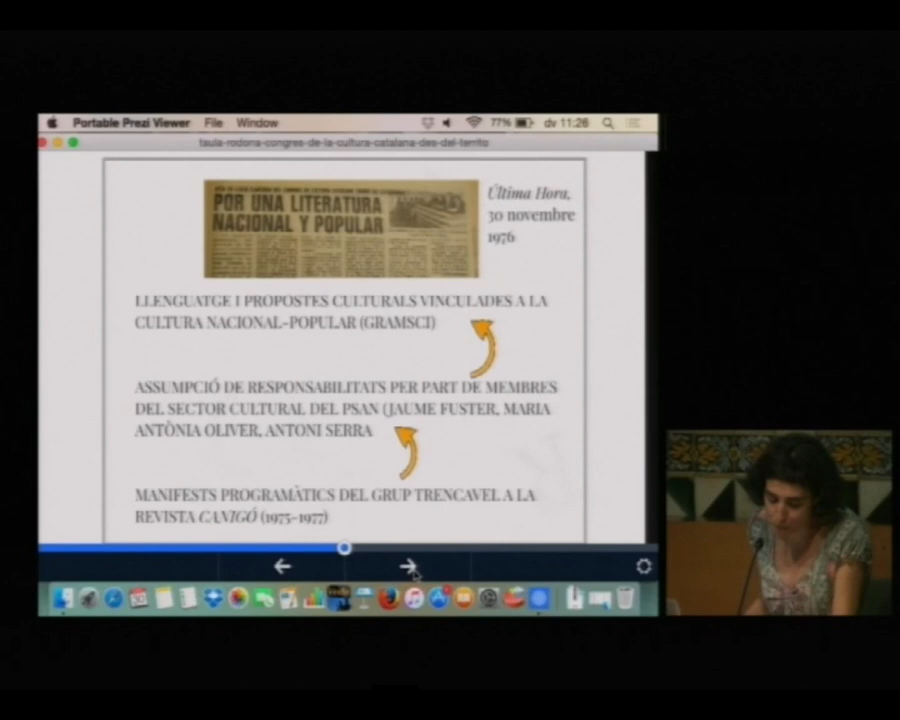 Portable Prezi Viewer File Window 77% dv 11:26
taula-rodona-congres-de-la-cultura-catalana-des-del-territo
POR UNA LITERATURA
NACIONAL Y POPULAR
Última Hora,
30 novembre
1976
LLENGUATGE I PROPOSTES CULTURALS VINCULADES A LA
CULTURA NACIONAL-POPULAR (GRAMSCI)
ASSUMPCIÓ DE RESPONSABILITATS PER PART DE MEMBRES
DEL SECTOR CULTURAL DEL PSAN (JAUME FUSTER, MARIA
ANTÒNIA OLIVER, ANTONI SERRA
MANIFESTS PROGRAMÀTICS DEL GRUP TRENCAVEL A LA
REVISTA CANIGÓ (1975-1977)